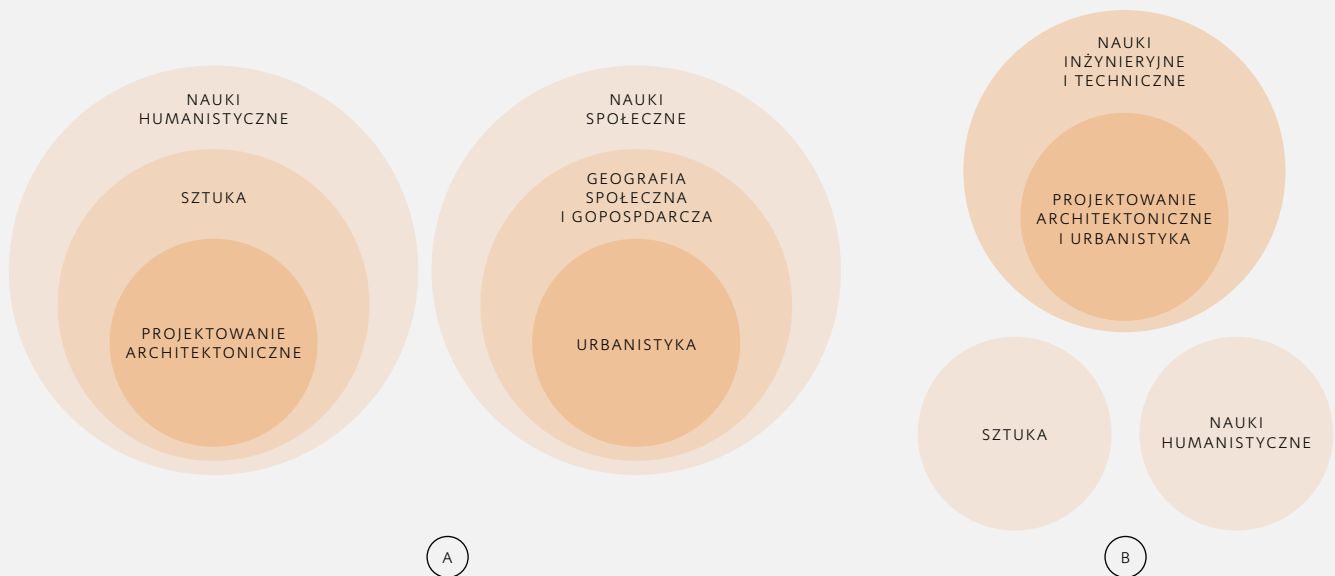 NAUKI
HUMANISTYCZNE
SZTUKA
PROJEKTOWANIE
ARCHITEKTONICZNE
NAUKI
SPOŁECZNE
GEOGRAFIA
SPOŁECZNA
I GOPOSPDARCZA
URBANISTYKA
A
NAUKI
INŻYNIERYJNE
I TECHNICZNE
PROJEKTOWANIE
ARCHITEKTONICZNE
I URBANISTYKA
SZTUKA
NAUKI
HUMANISTYCZNE
B